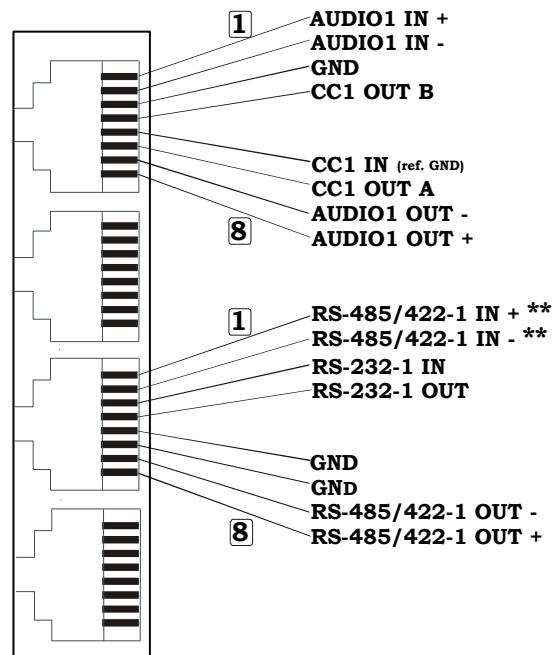 1
AUDIO1 IN +
AUDIO1 IN -
GND
CC1 OUT B
CC1 IN (ref. GND)
CC1 OUT A
AUDIO1 OUT -
8
AUDIO1 OUT +
1
RS-485/422-1 IN + **
RS-485/422-1 IN - **
RS-232-1 IN
RS-232-1 OUT
GND
GND
RS-485/422-1 OUT -
8
RS-485/422-1 OUT +